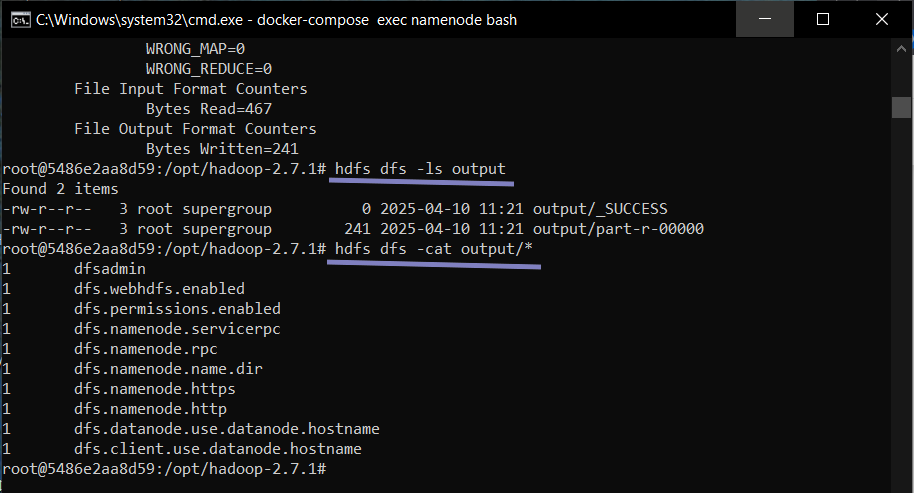 C:\Windows\system32\cmd.exe - docker-compose  exec namenode bash
WRONG_MAP=0
WRONG_REDUCE=0
File Input Format Counters
Bytes Read=467
File Output Format Counters
Bytes Written=241
root@5486e2aa8d59:/opt/hadoop-2.7.1# hdfs dfs -ls output
Found 2 items
-rw-r--r--   3 root supergroup          0 2025-04-10 11:21 output/_SUCCESS
-rw-r--r--   3 root supergroup        241 2025-04-10 11:21 output/part-r-00000
root@5486e2aa8d59:/opt/hadoop-2.7.1# hdfs dfs -cat output/*
1       dfsadmin
1       dfs.webhdfs.enabled
1       dfs.permissions.enabled
1       dfs.namenode.servicerpc
1       dfs.namenode.rpc
1       dfs.namenode.name.dir
1       dfs.namenode.https
1       dfs.namenode.http
1       dfs.datanode.use.datanode.hostname
1       dfs.client.use.datanode.hostname
root@5486e2aa8d59:/opt/hadoop-2.7.1#